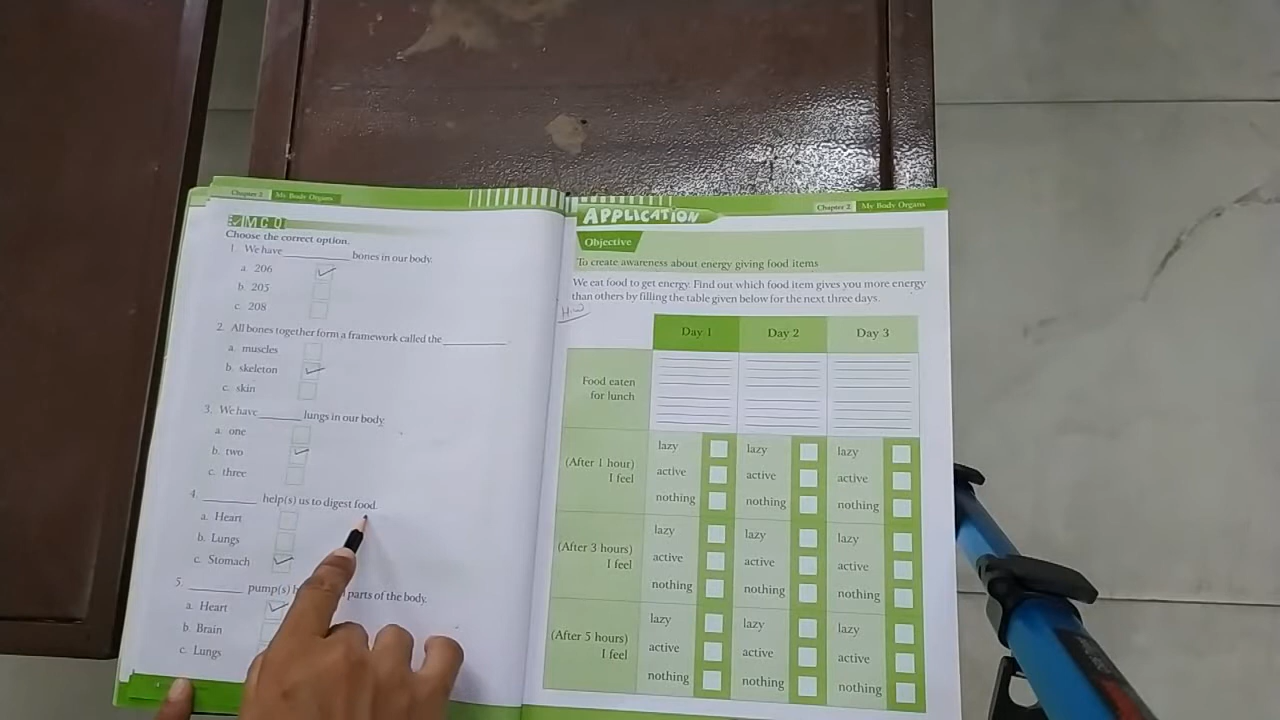 Chapter 2 My Body Organs
MCQ
Choose the correct option.
1. We have ________ bones in our body.
a. 206
b. 205
c. 208
2. All bones together form a framework called the ________
a. muscles
b. skeleton
c. skin
3. We have ________ lungs in our body.
a. one
b. two
c. three
4. ________ help(s) us to digest food.
a. Heart
b. Lungs
c. Stomach
5. ________ pump(s) parts of the body.
a. Heart
b. Brain
c. Lungs
Chapter 2 My Body Organs
APPLICATION
Objective
To create awareness about energy giving food items
We eat food to get energy. Find out which food item gives you more energy
than others by filling the table given below for the next three days.
H.W
Day 1 Day 2 Day 3
Food eaten
for lunch
(After 1 hour)
I feel
lazy lazy lazy
active active active
nothing nothing nothing
(After 3 hours)
I feel
lazy lazy lazy
active active active
nothing nothing nothing
(After 5 hours)
I feel
lazy lazy lazy
active active active
nothing nothing nothing